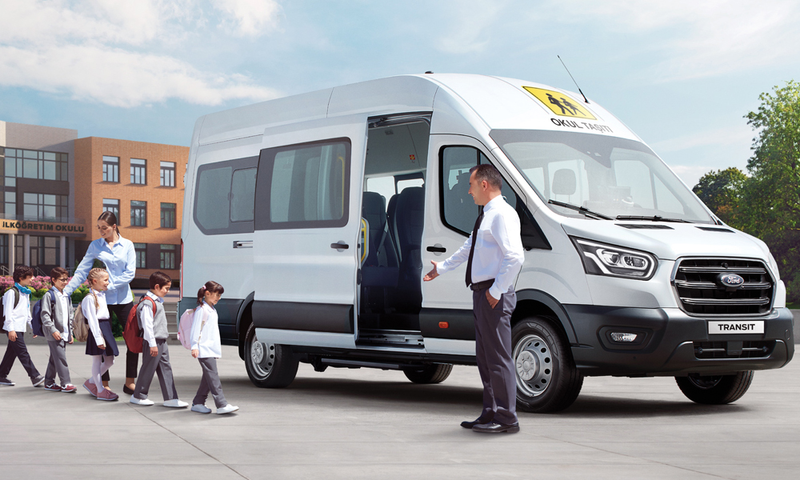 OKUL TAŞITI
İLKÖĞRETİM OKULU
Ford
TRANSIT